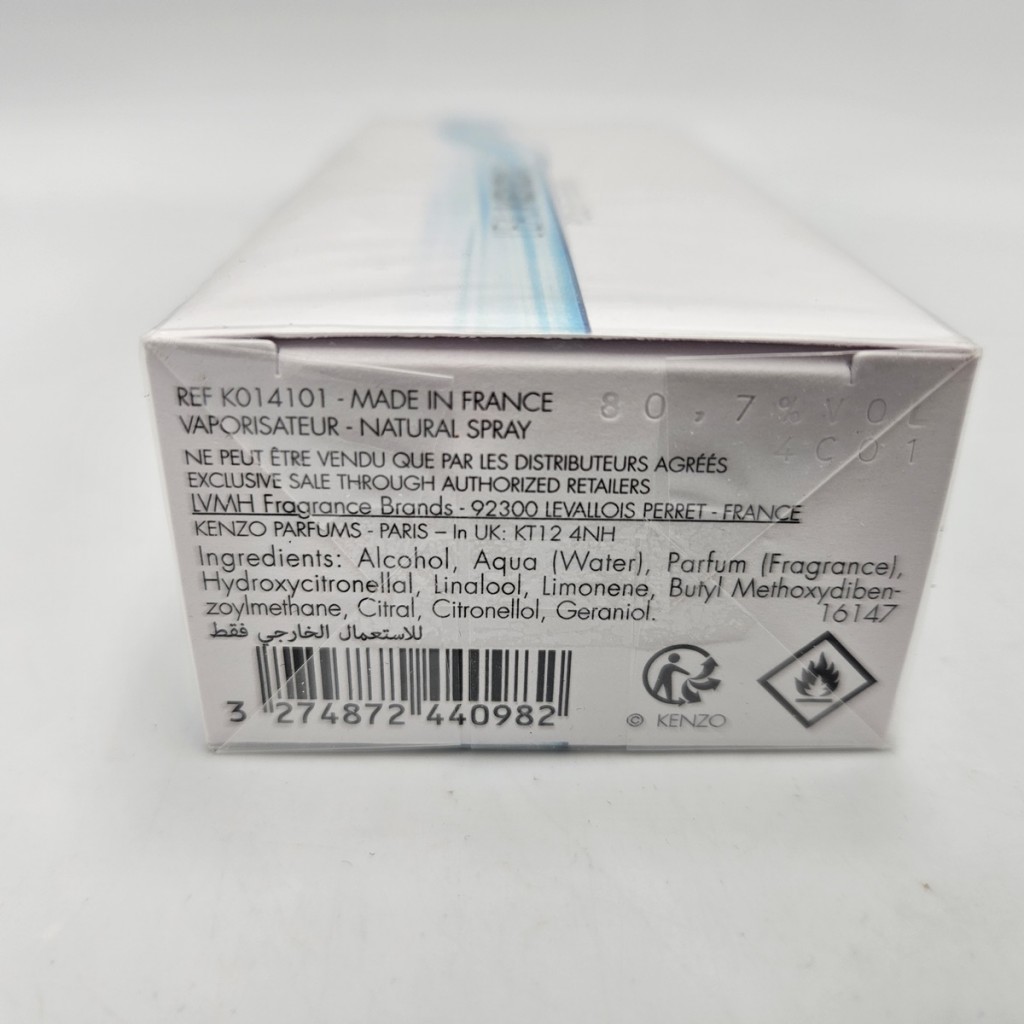 REF K014101 - MADE IN FRANCE
80,7%VOL
VAPORISATEUR - NATURAL SPRAY
4C01
NE PEUT ÊTRE VENDU QUE PAR LES DISTRIBUTEURS AGRÉÉS
EXCLUSIVE SALE THROUGH AUTHORIZED RETAILERS
LVMH Fragrance Brands - 92300 LEVALLOIS PERRET - FRANCE
KENZO PARFUMS - PARIS – In UK: KT12 4NH
Ingredients: Alcohol, Aqua (Water), Parfum (Fragrance),
Hydroxycitronellal, Linalool, Limonene, Butyl Methoxydiben-
zoylmethane, Citral, Citronellol, Geraniol. 16147
للاستعمال الخارجي فقط
3 274872 440982
© KENZO